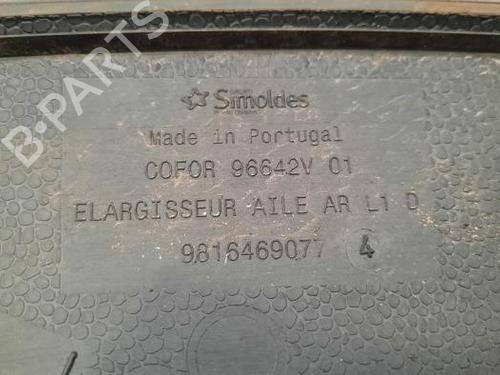 Simoldes
Made in Portugal
COFOR 96642V 01
ELARGISSEUR AILE AR L1 D
9816469077 4
B-PARTS